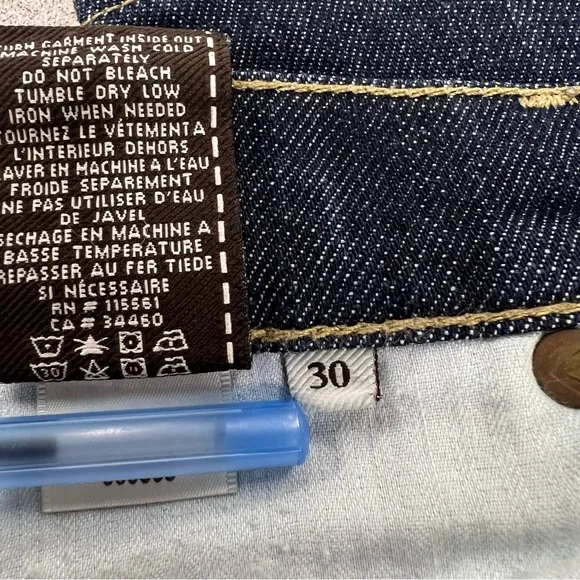 TURN GARMENT INSIDE OUT
MACHINE WASH COLD
SEPARATELY
DO NOT BLEACH
TUMBLE DRY LOW
IRON WHEN NEEDED
TOURNEZ LE VÉTEMENT A
L'INTERIEUR DEHORS
LAVER EN MACHINE A L'EAU
FROIDE SEPAREMENT
NE PAS UTILISER D'EAU
DE JAVEL
SECHAGE EN MACHINE A
BASSE TEMPERATURE
REPASSER AU FER TIEDE
SI NÉCESSAIRE
RN # 115561
CA # 34460
30
30